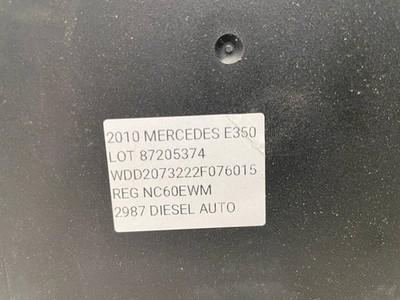 2010 MERCEDES E350
LOT 87205374
WDD2073222F076015
REG NC60EWM
2987 DIESEL AUTO